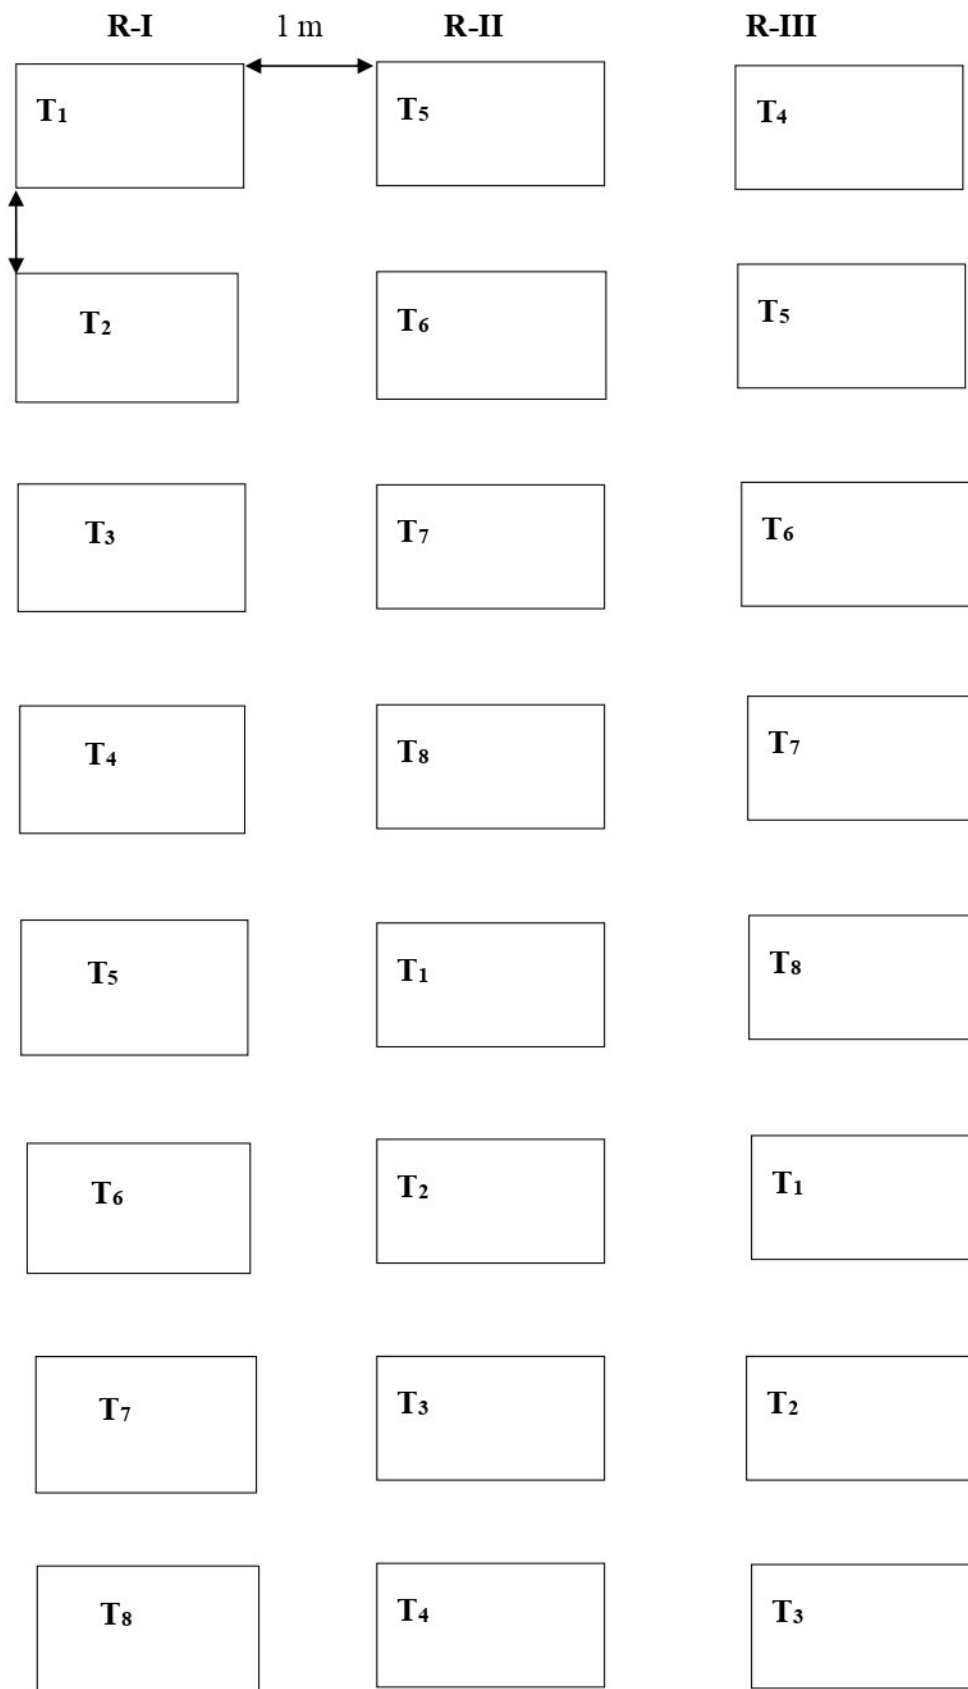 R-I 1 m R-II R-III
T₁ T₅ T₄
T₂ T₆ T₅
T₃ T₇ T₆
T₄ T₈ T₇
T₅ T₁ T₈
T₆ T₂ T₁
T₇ T₃ T₂
T₈ T₄ T₃